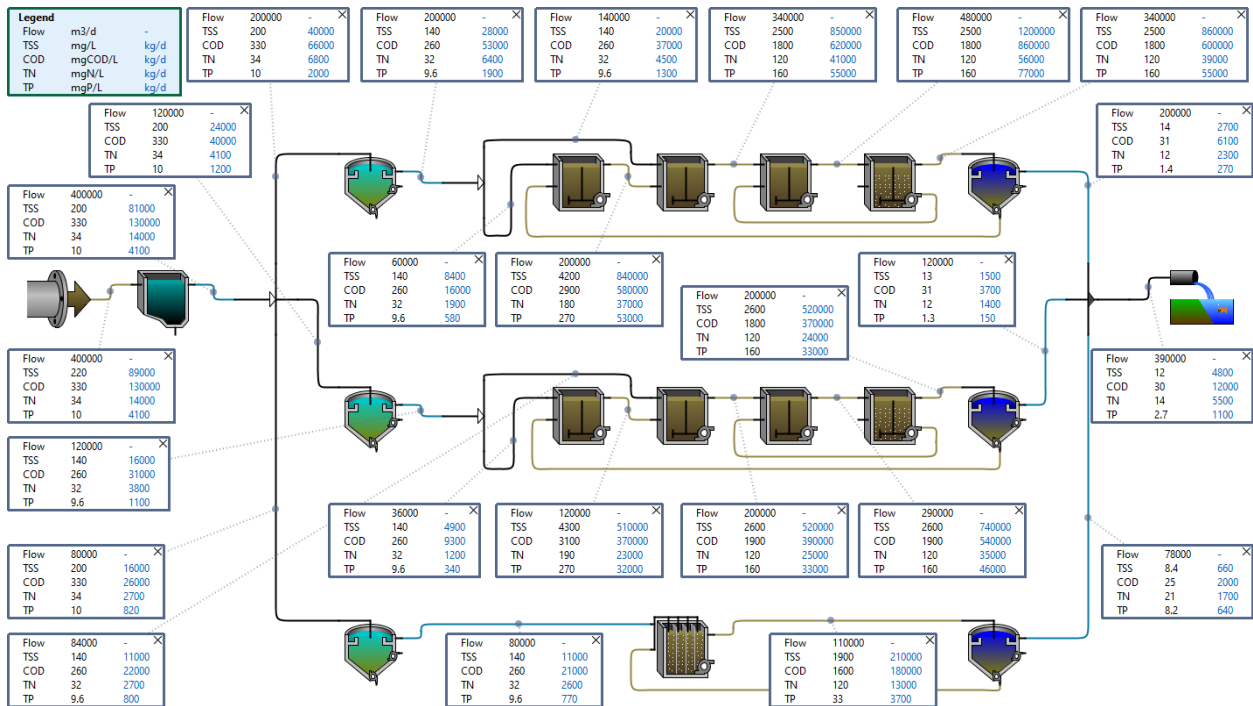 Legend
Flow m3/d -
TSS mg/L kg/d
COD mgCOD/L kg/d
TN mgN/L kg/d
TP mgP/L kg/d
Flow 200000 -
TSS 200 40000
COD 330 66000
TN 34 6800
TP 10 2000
Flow 200000 -
TSS 140 28000
COD 260 53000
TN 32 6400
TP 9.6 1900
Flow 140000 -
TSS 140 20000
COD 260 37000
TN 32 4500
TP 9.6 1300
Flow 340000 -
TSS 2500 850000
COD 1800 620000
TN 120 41000
TP 160 55000
Flow 480000 -
TSS 2500 1200000
COD 1800 860000
TN 120 56000
TP 160 77000
Flow 340000 -
TSS 2500 860000
COD 1800 600000
TN 120 39000
TP 160 55000
Flow 120000 -
TSS 200 24000
COD 330 40000
TN 34 4100
TP 10 1200
Flow 200000 -
TSS 14 2700
COD 31 6100
TN 12 2300
TP 1.4 270
Flow 400000 -
TSS 200 81000
COD 330 130000
TN 34 14000
TP 10 4100
Flow 60000 -
TSS 140 8400
COD 260 16000
TN 32 1900
TP 9.6 580
Flow 200000 -
TSS 4200 840000
COD 2900 580000
TN 180 37000
TP 270 53000
Flow 120000 -
TSS 13 1500
COD 31 3700
TN 12 1400
TP 1.3 150
Flow 200000 -
TSS 2600 520000
COD 1800 370000
TN 120 24000
TP 160 33000
Flow 400000 -
TSS 220 89000
COD 330 130000
TN 34 14000
TP 10 4100
Flow 390000 -
TSS 12 4800
COD 30 12000
TN 14 5500
TP 2.7 1100
Flow 120000 -
TSS 140 16000
COD 260 31000
TN 32 3800
TP 9.6 1100
Flow 36000 -
TSS 140 4900
COD 260 9300
TN 32 1200
TP 9.6 340
Flow 120000 -
TSS 4300 510000
COD 3100 370000
TN 190 23000
TP 270 32000
Flow 200000 -
TSS 2600 520000
COD 1900 390000
TN 120 25000
TP 160 33000
Flow 290000 -
TSS 2600 740000
COD 1900 540000
TN 120 35000
TP 160 46000
Flow 80000 -
TSS 200 16000
COD 330 26000
TN 34 2700
TP 10 820
Flow 78000 -
TSS 8.4 660
COD 25 2000
TN 21 1700
TP 8.2 640
Flow 84000 -
TSS 140 11000
COD 260 22000
TN 32 2700
TP 9.6 800
Flow 80000 -
TSS 140 11000
COD 260 21000
TN 32 2600
TP 9.6 770
Flow 110000 -
TSS 1900 210000
COD 1600 180000
TN 120 13000
TP 33 3700